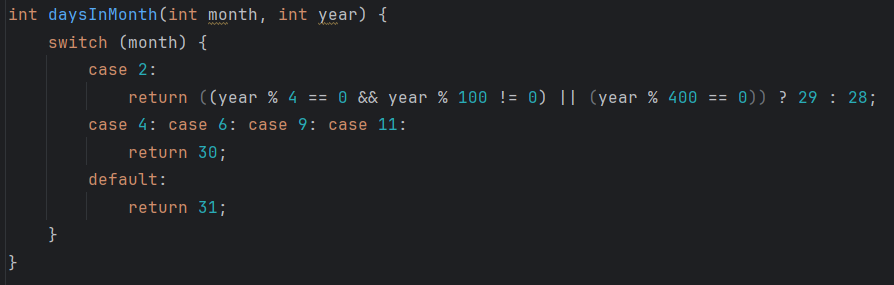 int daysInMonth(int month, int year) {
    switch (month) {
        case 2:
            return ((year % 4 == 0 && year % 100 != 0) || (year % 400 == 0)) ? 29 : 28;
        case 4: case 6: case 9: case 11:
            return 30;
        default:
            return 31;
    }
}